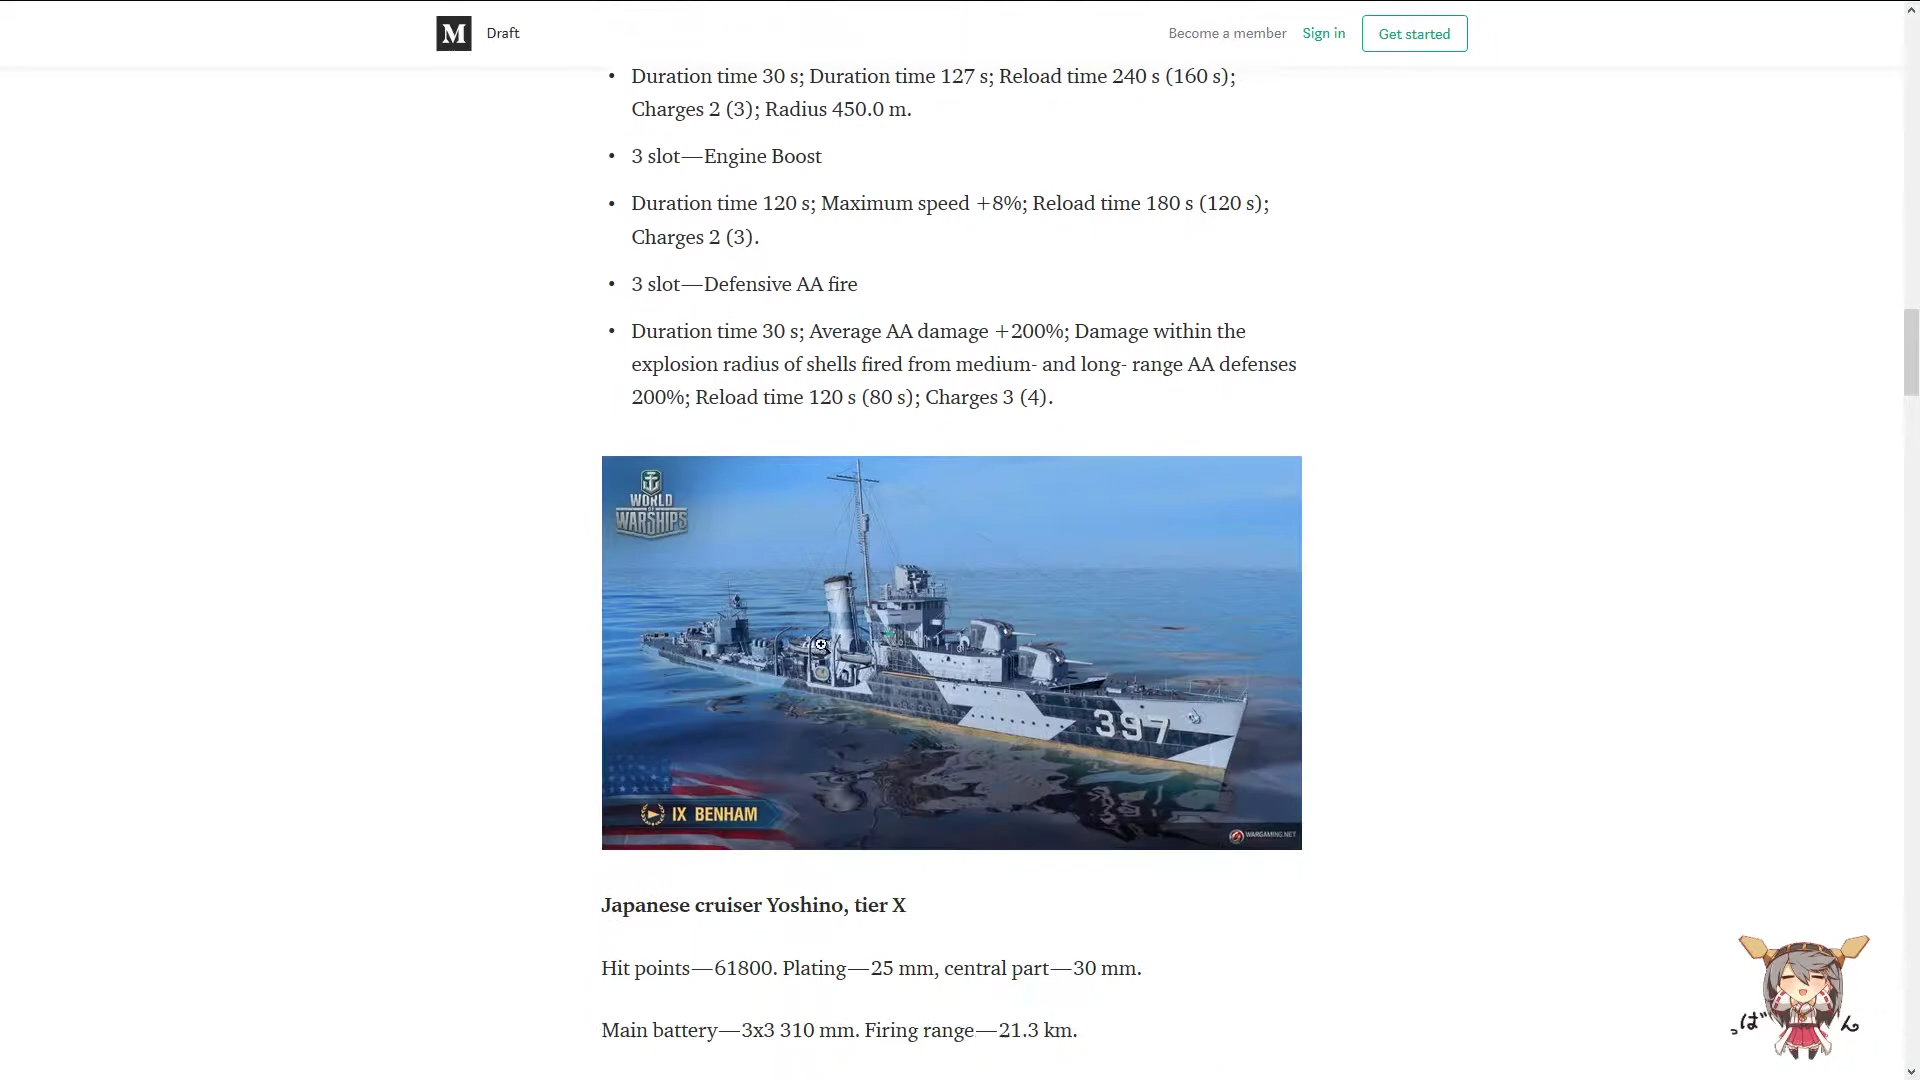 M Draft Become a member Sign in Get started
• Duration time 30 s; Duration time 127 s; Reload time 240 s (160 s);
Charges 2 (3); Radius 450.0 m.
• 3 slot—Engine Boost
• Duration time 120 s; Maximum speed +8%; Reload time 180 s (120 s);
Charges 2 (3).
• 3 slot—Defensive AA fire
• Duration time 30 s; Average AA damage +200%; Damage within the
explosion radius of shells fired from medium- and long- range AA defenses
200%; Reload time 120 s (80 s); Charges 3 (4).
WORLD
OF
WARSHIPS
397
IX BENHAM
WARGAMING.NET
Japanese cruiser Yoshino, tier X
Hit points—61800. Plating—25 mm, central part—30 mm.
Main battery—3x3 310 mm. Firing range—21.3 km.
っぱ ん